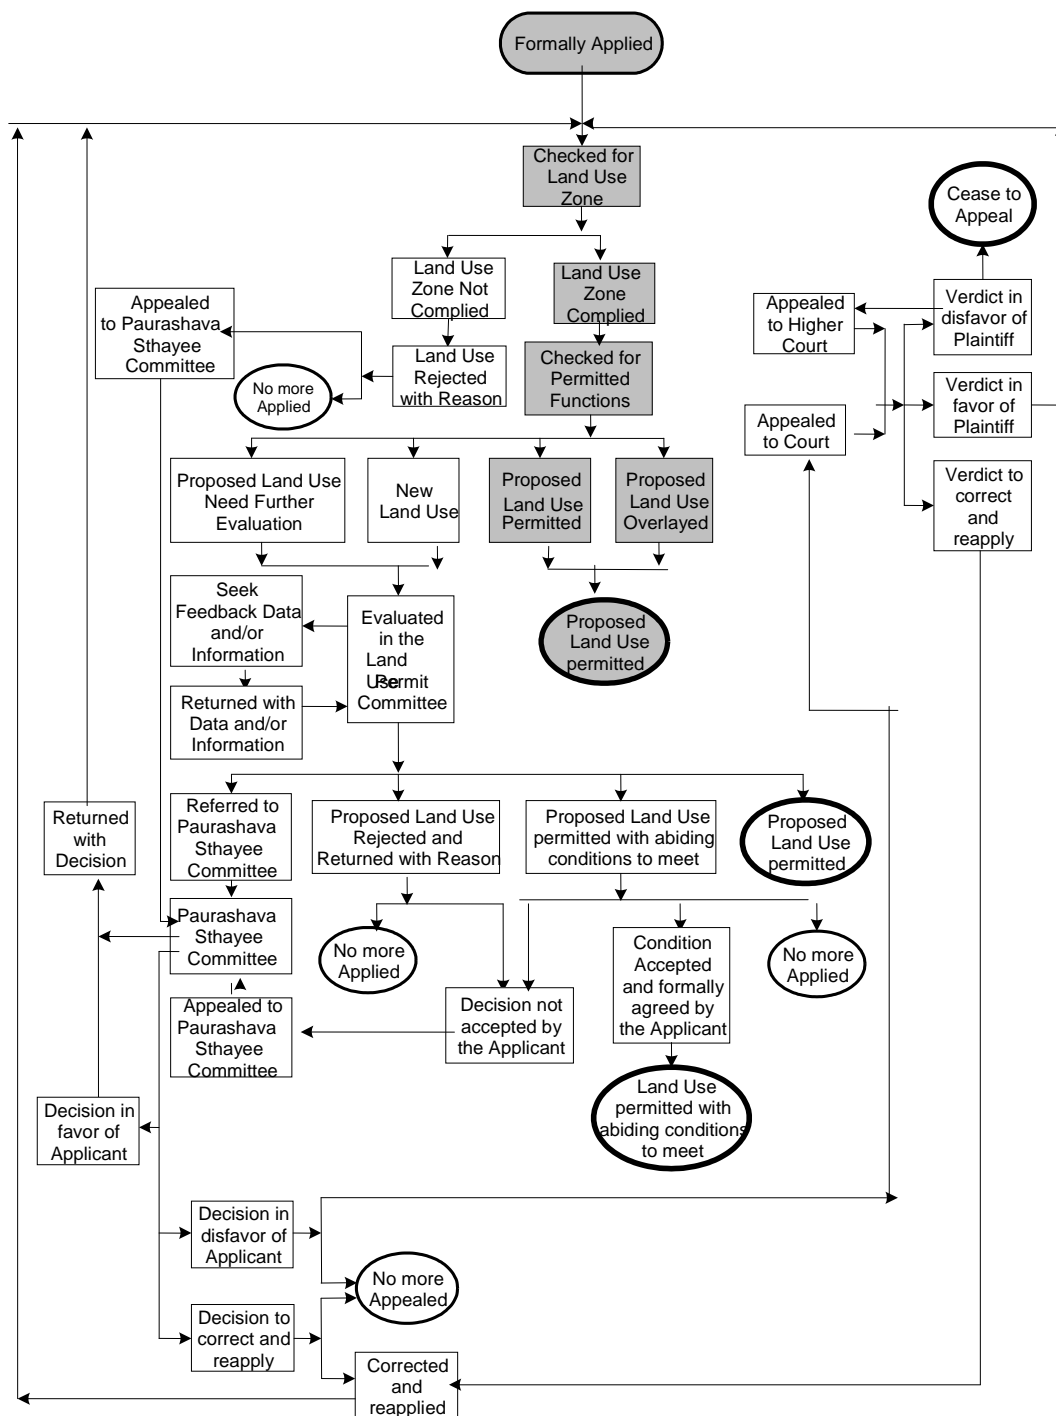 Formally Applied
Checked for
Land Use
Zone
Cease to
Appeal
Land Use
Zone Not
Complied
Land Use
Zone
Complied
Appealed
to Paurashava
Sthayee
Committee
Appealed
to Higher
Court
Verdict in
disfavor of
Plaintiff
Land Use
Rejected
with Reason
Checked for
Permitted
Functions
No more
Applied
Verdict in
favor of
Plaintiff
Appealed
to Court
Proposed Land Use
Need Further
Evaluation
New
Land Use
Proposed
Land Use
Permitted
Proposed
Land Use
Overlayed
Verdict to
correct
and
reapply
Seek
Feedback Data
and/or
Information
Evaluated
in the
Land
Use Permit
Committee
Proposed
Land Use
permitted
Returned with
Data and/or
Information
Returned
with
Decision
Referred to
Paurashava
Sthayee
Committee
Proposed Land Use
Rejected and
Returned with Reason
Proposed Land Use
permitted with abiding
conditions to meet
Proposed
Land Use
permitted
Paurashava
Sthayee
Committee
No more
Applied
Condition
Accepted
and formally
agreed by
the Applicant
No more
Applied
Appealed to
Paurashava
Sthayee
Committee
Decision not
accepted by
the Applicant
Land Use
permitted with
abiding conditions
to meet
Decision in
favor of
Applicant
Decision in
disfavor of
Applicant
No more
Appealed
Decision to
correct and
reapply
Corrected
and
reapplied